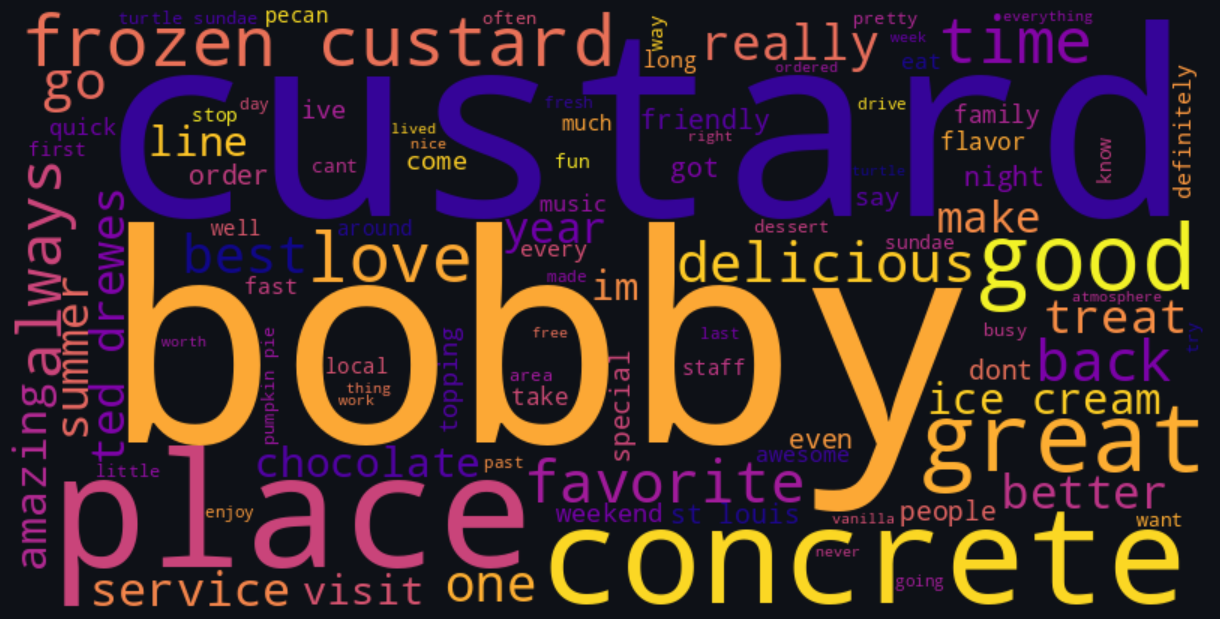 turtle sundae pecan often way pretty •everything
frozen custard really time
long ordered week eat
go custard definitely
stop day ive fresh drive
quick line lived much friendly family
first nice right flavor
order cant come fun got night know
turtle say
always music make
well around year dessert
best love every delicious sundae good
fast made im atmosphere
summer ted drewes bobby treat
worth free last busy try
pumpkin pie local topping area special staff dont back
thing take
work ice cream
amazing even great
little chocolate past awesome
place favorite better
enjoy weekend st louis vanilla people want
concrete
never
service visit one going